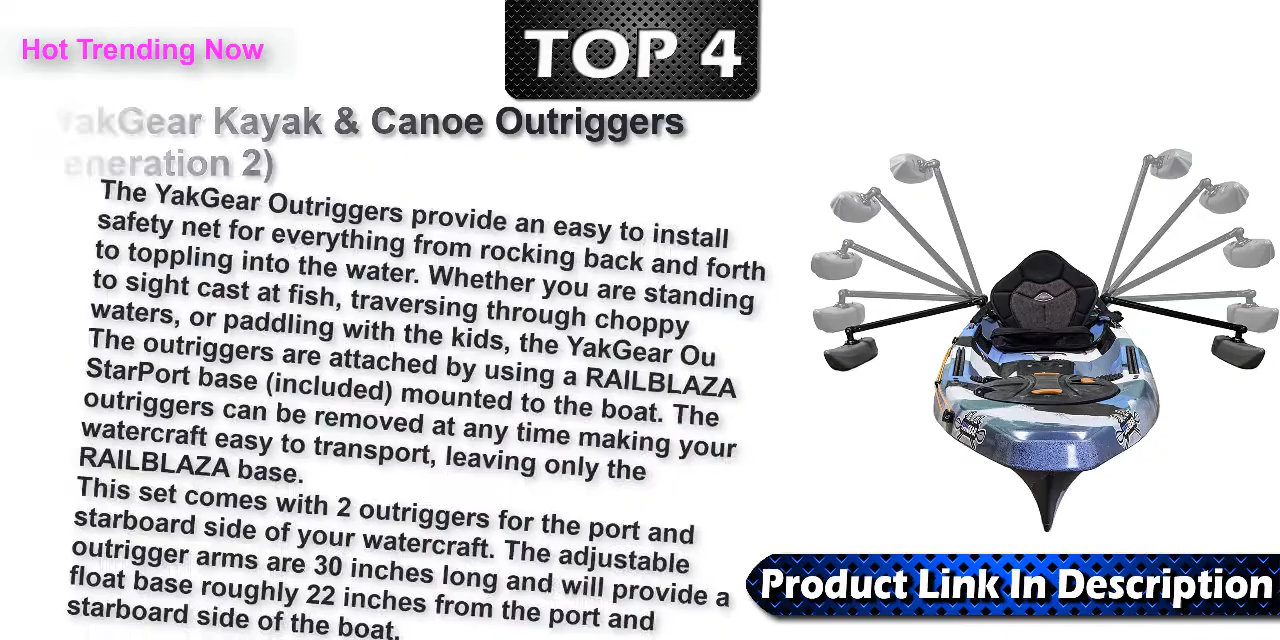 Hot Trending Now
TOP 4
YakGear Kayak & Canoe Outriggers
eneration 2)
The YakGear Outriggers provide an easy to install
safety net for everything from rocking back and forth
to toppling into the water. Whether you are standing
to sight cast at fish, traversing through choppy
waters, or paddling with the kids, the YakGear Ou
The outriggers are attached by using a RAILBLAZA
StarPort base (included) mounted to the boat. The
outriggers can be removed at any time making your
watercraft easy to transport, leaving only the
RAILBLAZA base.
This set comes with 2 outriggers for the port and
starboard side of your watercraft. The adjustable
outrigger arms are 30 inches long and will provide a
float base roughly 22 inches from the port and
starboard side of the boat.
Product Link In Description